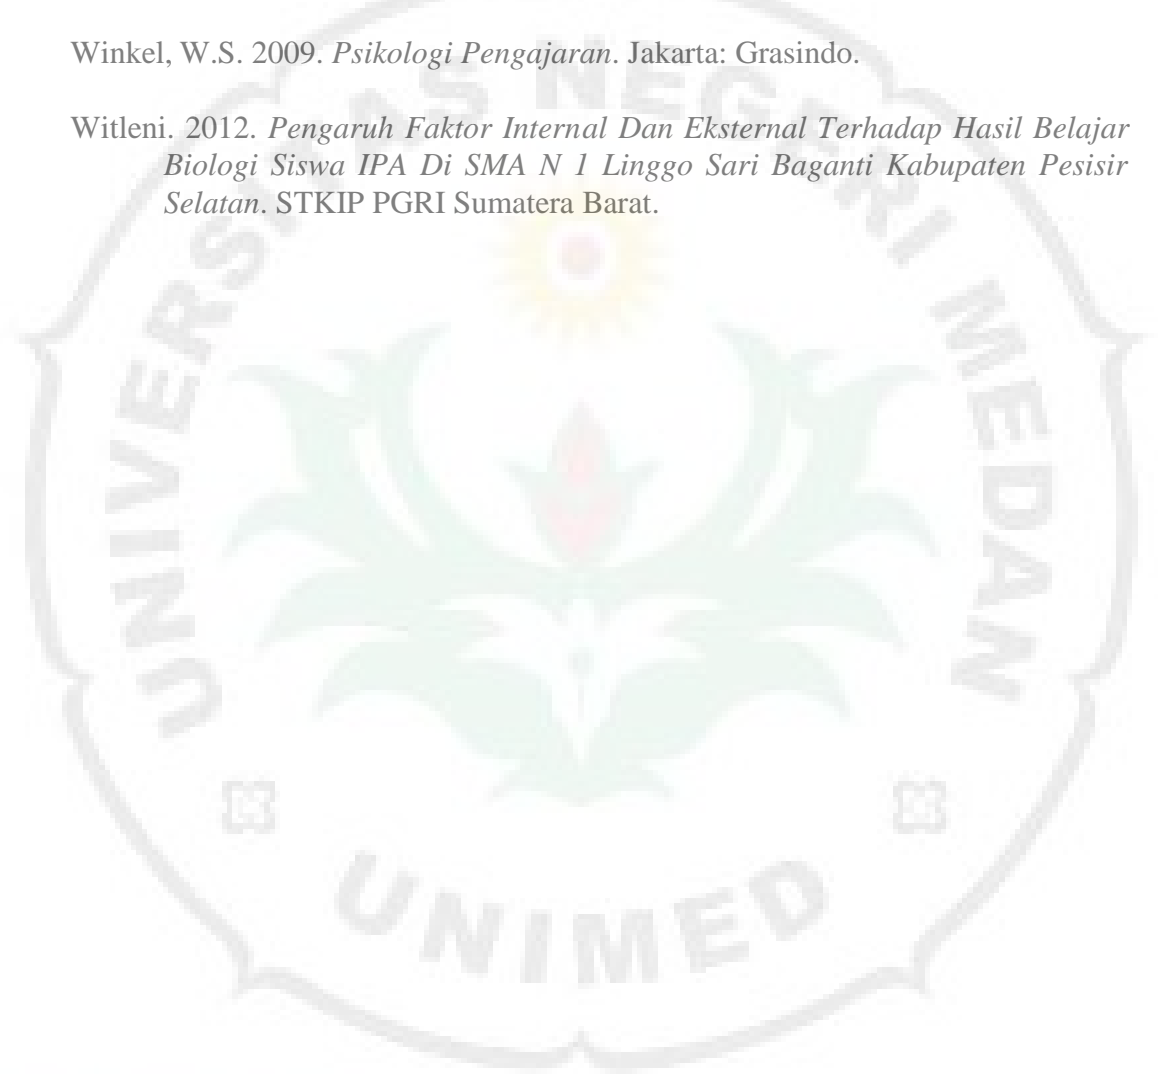 Winkel, W.S. 2009. Psikologi Pengajaran. Jakarta: Grasindo.
Witleni. 2012. Pengaruh Faktor Internal Dan Eksternal Terhadap Hasil Belajar
Biologi Siswa IPA Di SMA N 1 Linggo Sari Baganti Kabupaten Pesisir
Selatan. STKIP PGRI Sumatera Barat.
UNIVERSITAS NEGERI MEDAN
UNIMED